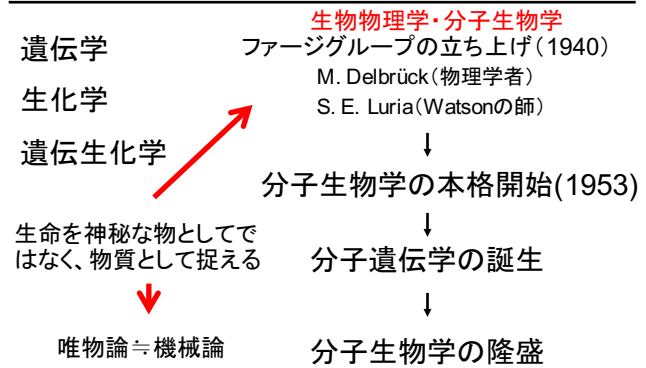 遺伝学
生化学
遺伝生化学
生命を神秘な物としてで
はなく、物質として捉える
唯物論≒機械論
生物物理学・分子生物学
ファージグループの立ち上げ(1940)
M. Delbrück(物理学者)
S. E. Luria(Watsonの師)
分子生物学の本格開始(1953)
分子遺伝学の誕生
分子生物学の隆盛